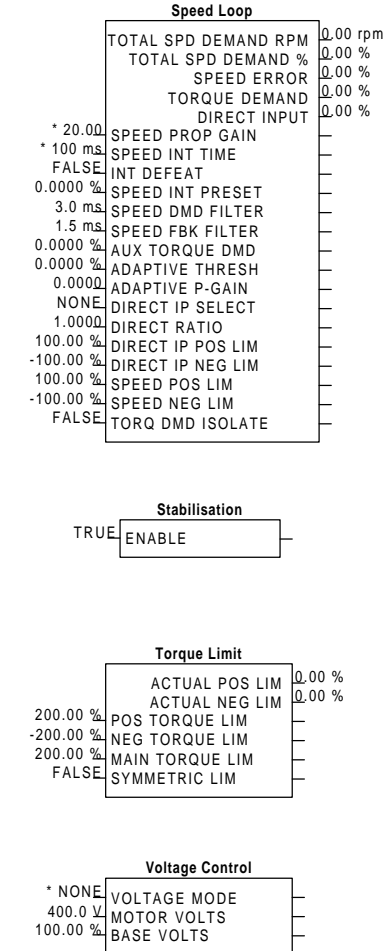 Speed Loop
TOTAL SPD DEMAND RPM 0.00 rpm
TOTAL SPD DEMAND % 0.00 %
SPEED ERROR 0.00 %
TORQUE DEMAND 0.00 %
DIRECT INPUT 0.00 %
* 20.00 SPEED PROP GAIN
* 100 ms SPEED INT TIME
FALSE INT DEFEAT
0.0000 % SPEED INT PRESET
3.0 ms SPEED DMD FILTER
1.5 ms SPEED FBK FILTER
0.0000 % AUX TORQUE DMD
0.0000 % ADAPTIVE THRESH
0.0000 ADAPTIVE P-GAIN
NONE DIRECT IP SELECT
1.0000 DIRECT RATIO
100.00 % DIRECT IP POS LIM
-100.00 % DIRECT IP NEG LIM
100.00 % SPEED POS LIM
-100.00 % SPEED NEG LIM
FALSE TORQ DMD ISOLATE
Stabilisation
TRUE ENABLE
Torque Limit
ACTUAL POS LIM 0.00 %
ACTUAL NEG LIM 0.00 %
200.00 % POS TORQUE LIM
-200.00 % NEG TORQUE LIM
200.00 % MAIN TORQUE LIM
FALSE SYMMETRIC LIM
Voltage Control
* NONE VOLTAGE MODE
400.0 V MOTOR VOLTS
100.00 % BASE VOLTS